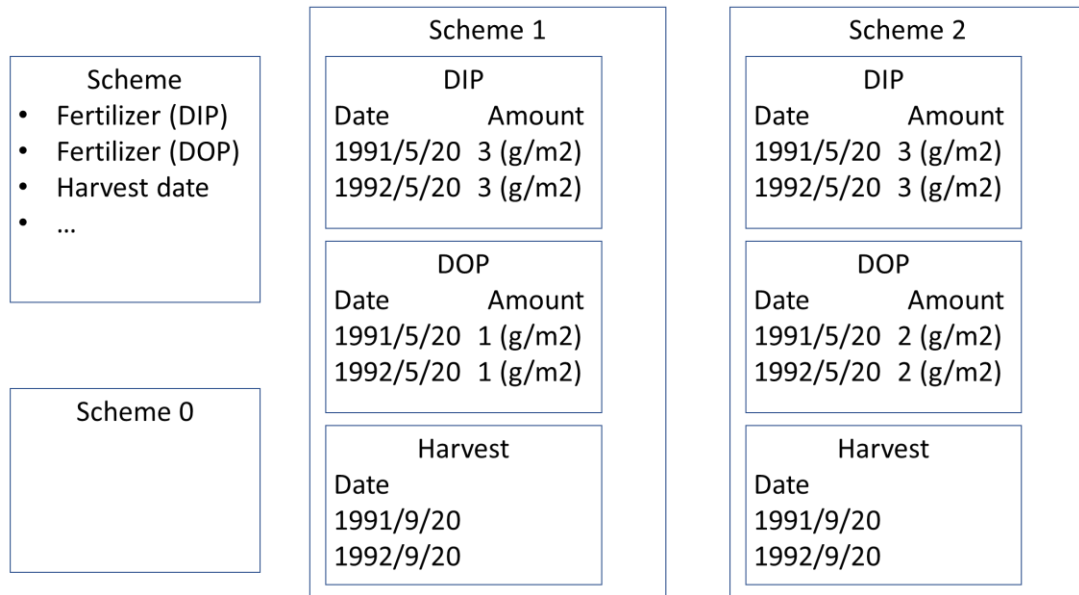 Scheme
• Fertilizer (DIP)
• Fertilizer (DOP)
• Harvest date
• ...
Scheme 0
Scheme 1
DIP
Date Amount
1991/5/20 3 (g/m2)
1992/5/20 3 (g/m2)
DOP
Date Amount
1991/5/20 1 (g/m2)
1992/5/20 1 (g/m2)
Harvest
Date
1991/9/20
1992/9/20
Scheme 2
DIP
Date Amount
1991/5/20 3 (g/m2)
1992/5/20 3 (g/m2)
DOP
Date Amount
1991/5/20 2 (g/m2)
1992/5/20 2 (g/m2)
Harvest
Date
1991/9/20
1992/9/20